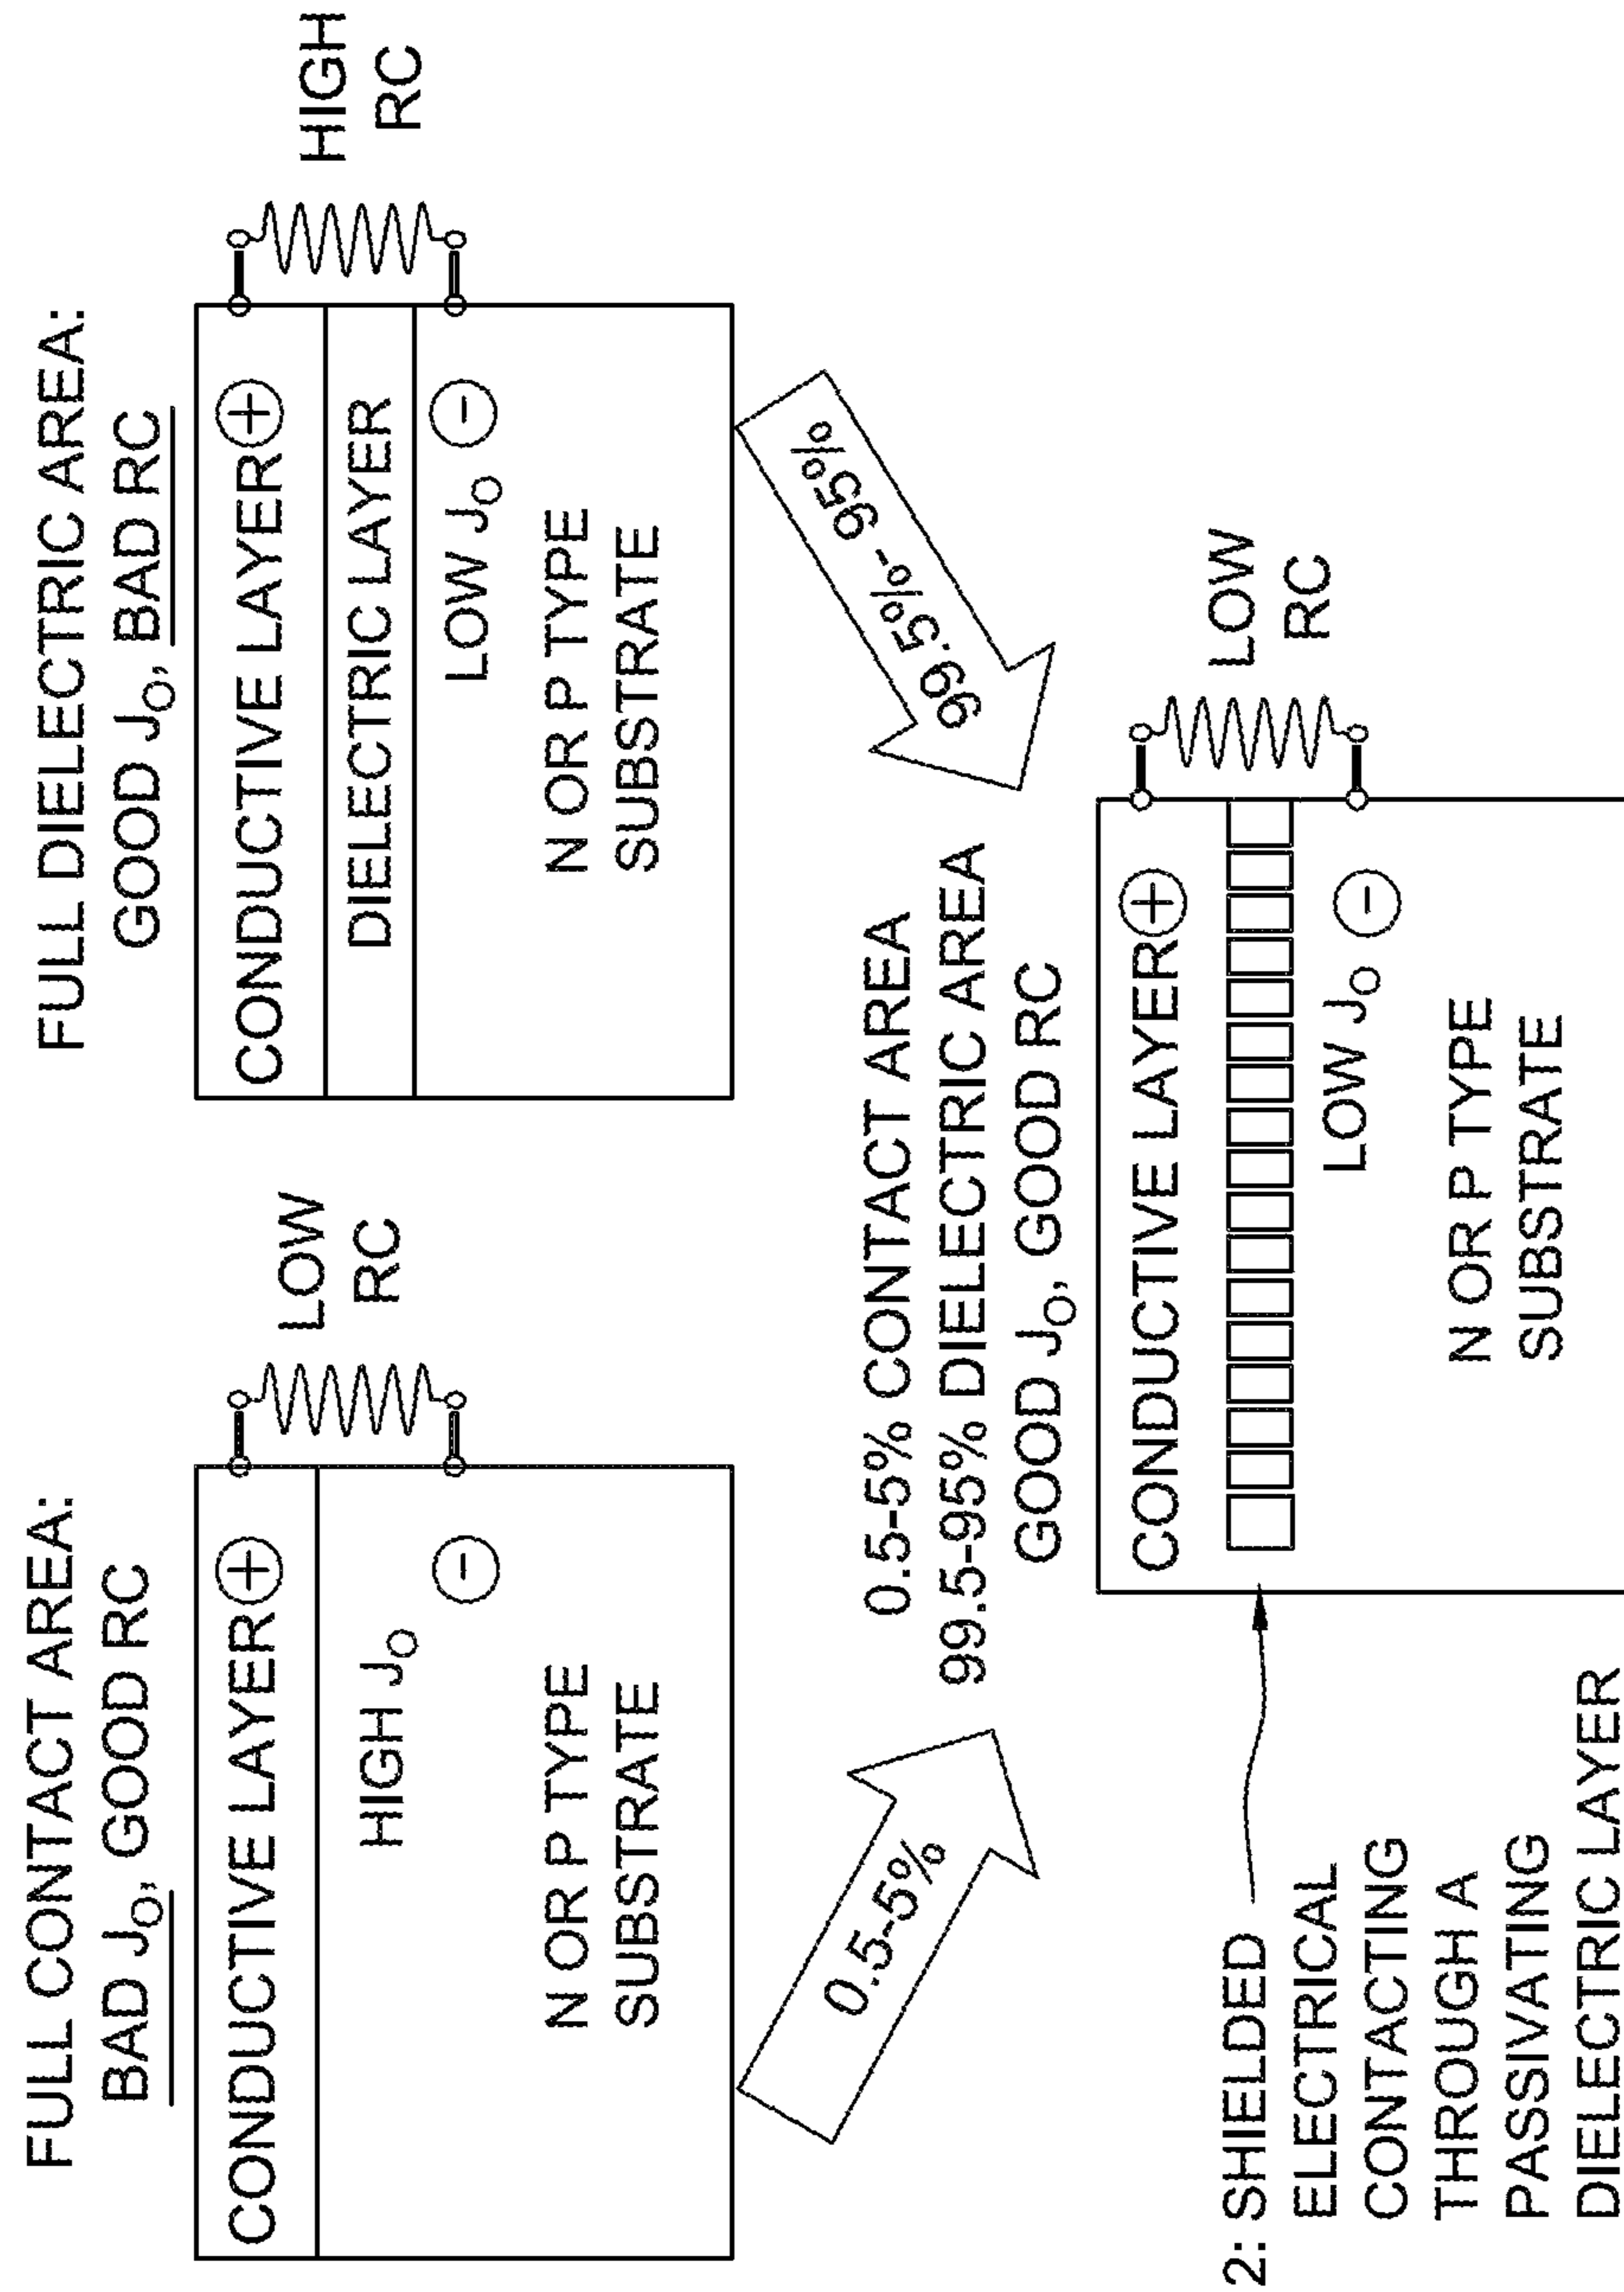 FULL CONTACT AREA:
BAD JO, GOOD RC
CONDUCTIVE LAYER +
HIGH JO
-
N OR P TYPE
SUBSTRATE
LOW
RC
FULL DIELECTRIC AREA:
GOOD JO, BAD RC
CONDUCTIVE LAYER +
DIELECTRIC LAYER
LOW JO -
N OR P TYPE
SUBSTRATE
HIGH
RC
0.5-5%
99.5%- 95%
0.5-5% CONTACT AREA
99.5-95% DIELECTRIC AREA
GOOD JO, GOOD RC
CONDUCTIVE LAYER +
LOW JO -
N OR P TYPE
SUBSTRATE
LOW
RC
2: SHIELDED
ELECTRICAL
CONTACTING
THROUGH A
PASSIVATING
DIELECTRIC LAYER